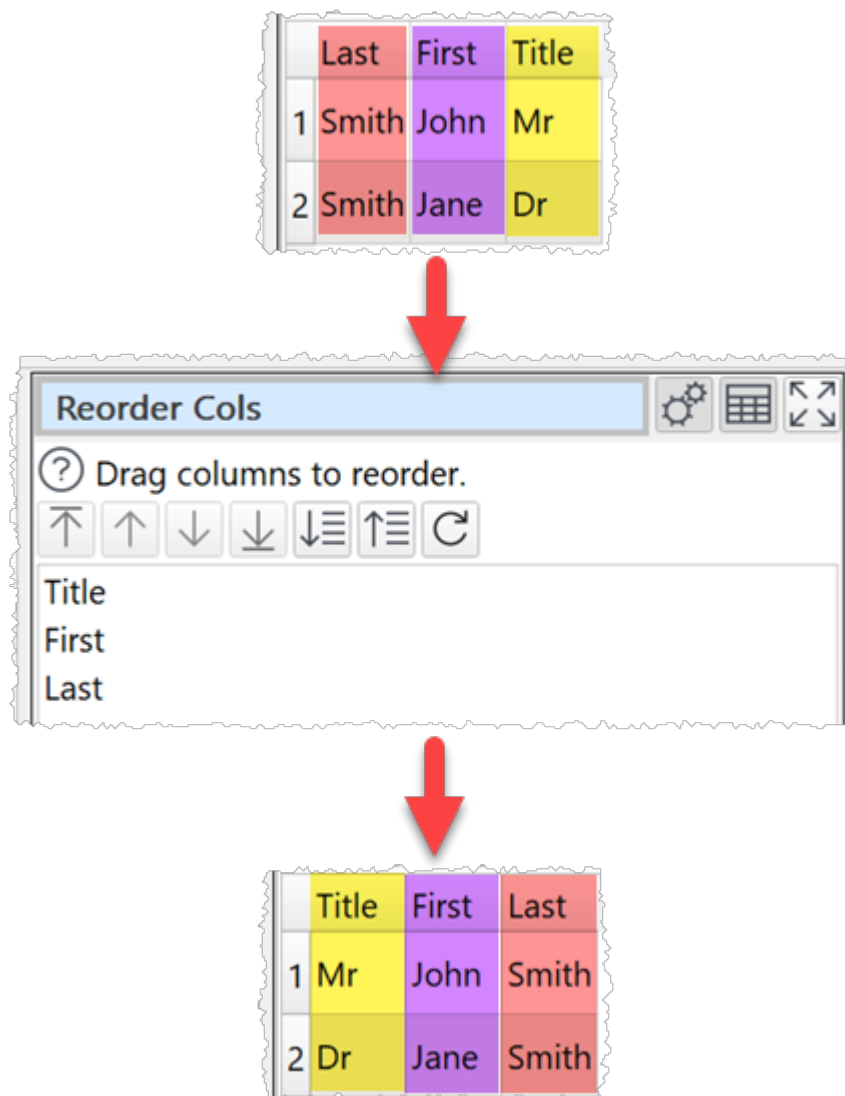 Last First Title
1 Smith John Mr
2 Smith Jane Dr
Reorder Cols
? Drag columns to reorder.
Title
First
Last
Title First Last
1 Mr John Smith
2 Dr Jane Smith